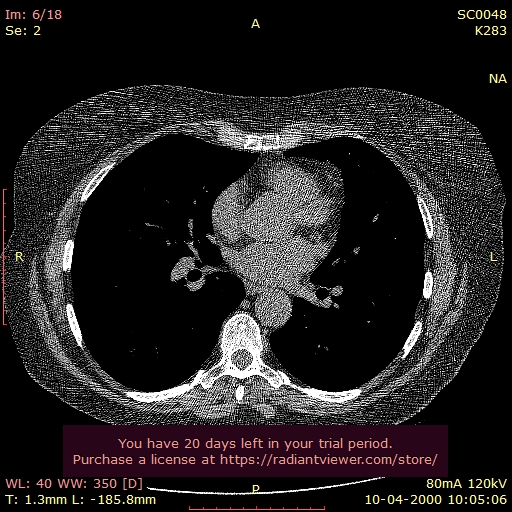 Im: 6/18
Se: 2
A
SC0048
K283
NA
R
L
You have 20 days left in your trial period.
Purchase a license at https://radiantviewer.com/store/
WL: 40 WW: 350 [D]
T: 1.3mm L: -185.8mm
P
80mA 120kV
10-04-2000 10:05:06